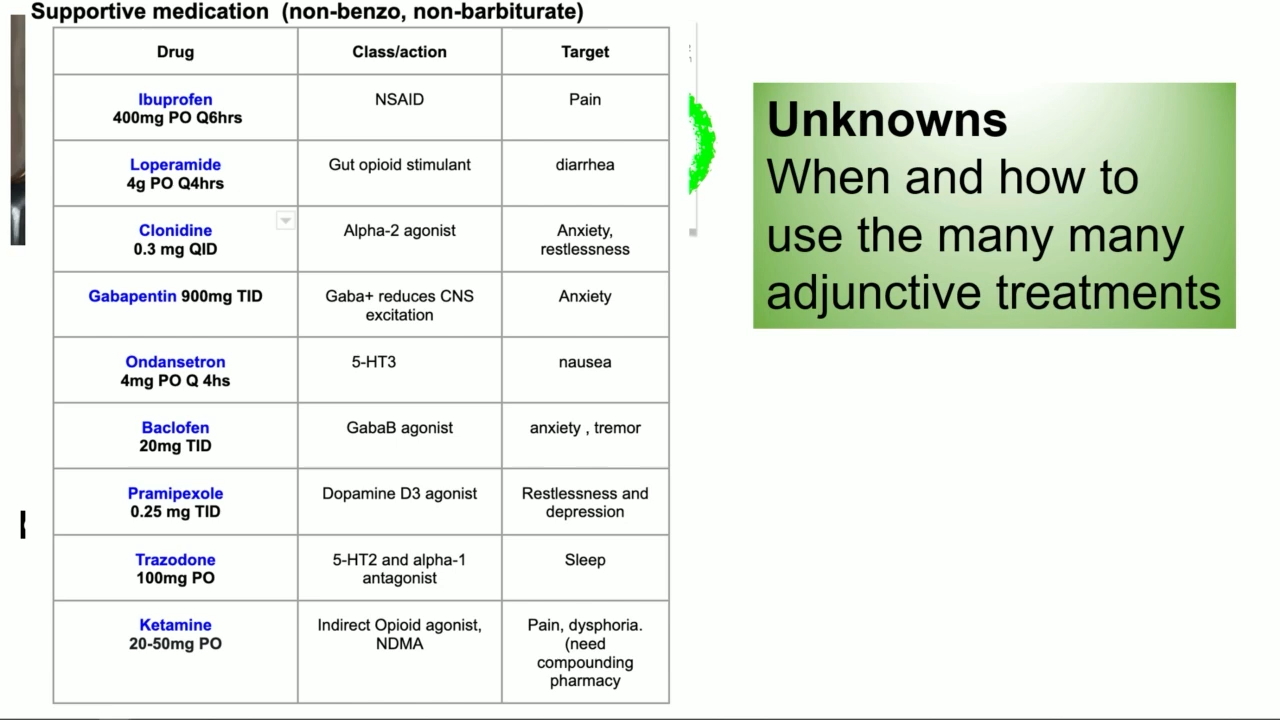 Supportive medication (non-benzo, non-barbiturate)
Drug
Class/action
Target
Ibuprofen
400mg PO Q6hrs
NSAID
Pain
Loperamide
4g PO Q4hrs
Gut opioid stimulant
diarrhea
Clonidine
0.3 mg QID
Alpha-2 agonist
Anxiety,
restlessness
Gabapentin 900mg TID
Gaba+ reduces CNS
excitation
Anxiety
Ondansetron
4mg PO Q 4hs
5-HT3
nausea
Baclofen
20mg TID
GabaB agonist
anxiety , tremor
Pramipexole
0.25 mg TID
Dopamine D3 agonist
Restlessness and
depression
Trazodone
100mg PO
5-HT2 and alpha-1
antagonist
Sleep
Ketamine
20-50mg PO
Indirect Opioid agonist,
NDMA
Pain, dysphoria.
(need
compounding
pharmacy
Unknowns
When and how to
use the many many
adjunctive treatments